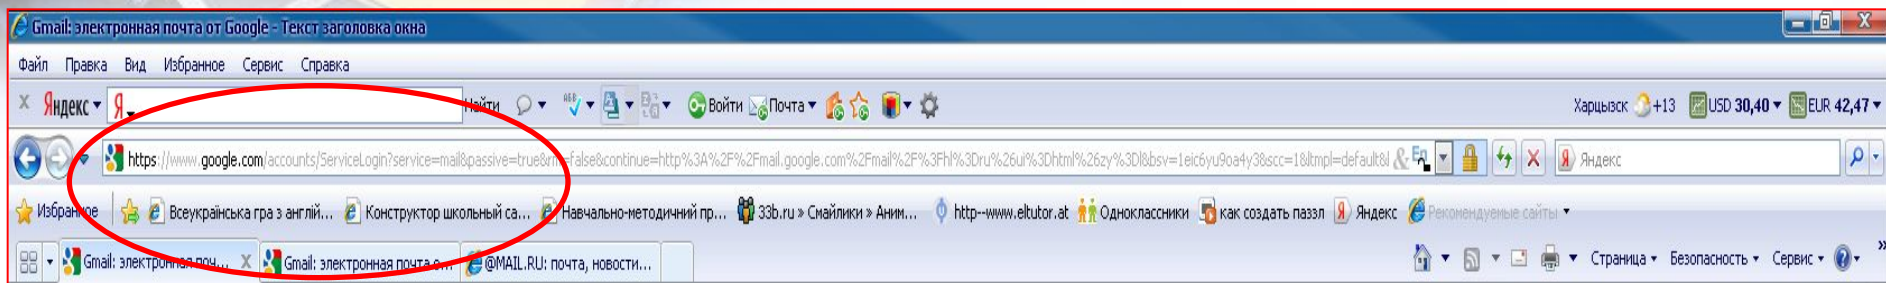 Gmail: электронная почта от Google - Текст заголовка окна
Файл Правка Вид Избранное Сервис Справка
Яндекс Я Найти Войти Почта Харцызск +13 USD 30,40 EUR 42,47
https://www.google.com/accounts/ServiceLogin?service=mail&passive=true&rm=false&continue=http%3A%2F%2Fmail.google.com%2Fmail%2F%3Fhl%3Dru%26ui%3Dhtml%26zy%3Dl&bsv=1eic6yu9oa4y3&scc=1&ltmpl=default&l Яндекс
Избранное Всеукраїнська гра з англій... Конструктор школьный са... Навчально-методичний пр... 33b.ru » Смайлики » Аним... http--www.eltutor.at Одноклассники как создать паззл Яндекс Рекомендуемые сайты
Gmail: электронная поч... X Gmail: электронная почта о... @MAIL.RU: почта, новости... Страница Безопасность Сервис »